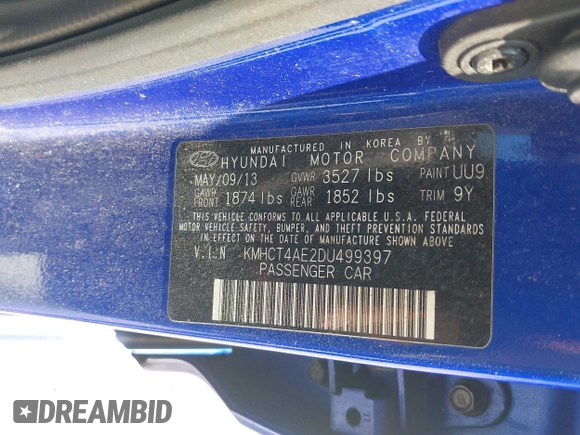 MANUFACTURED IN KOREA BY
HYUNDAI MOTOR COMPANY
MAY/09/13 GVWR 3527 lbs PAINT UU9
GAWR FRONT 1874 lbs GAWR REAR 1852 lbs TRIM 9Y
THIS VEHICLE CONFORMS TO ALL APPLICABLE U.S.A. FEDERAL
MOTOR VEHICLE SAFETY, BUMPER, AND THEFT PREVENTION STANDARDS
IN EFFECT ON THE DATE OF MANUFACTURE SHOWN ABOVE
V.I.N KMHCT4AE2DU499397
PASSENGER CAR
DREAMBID